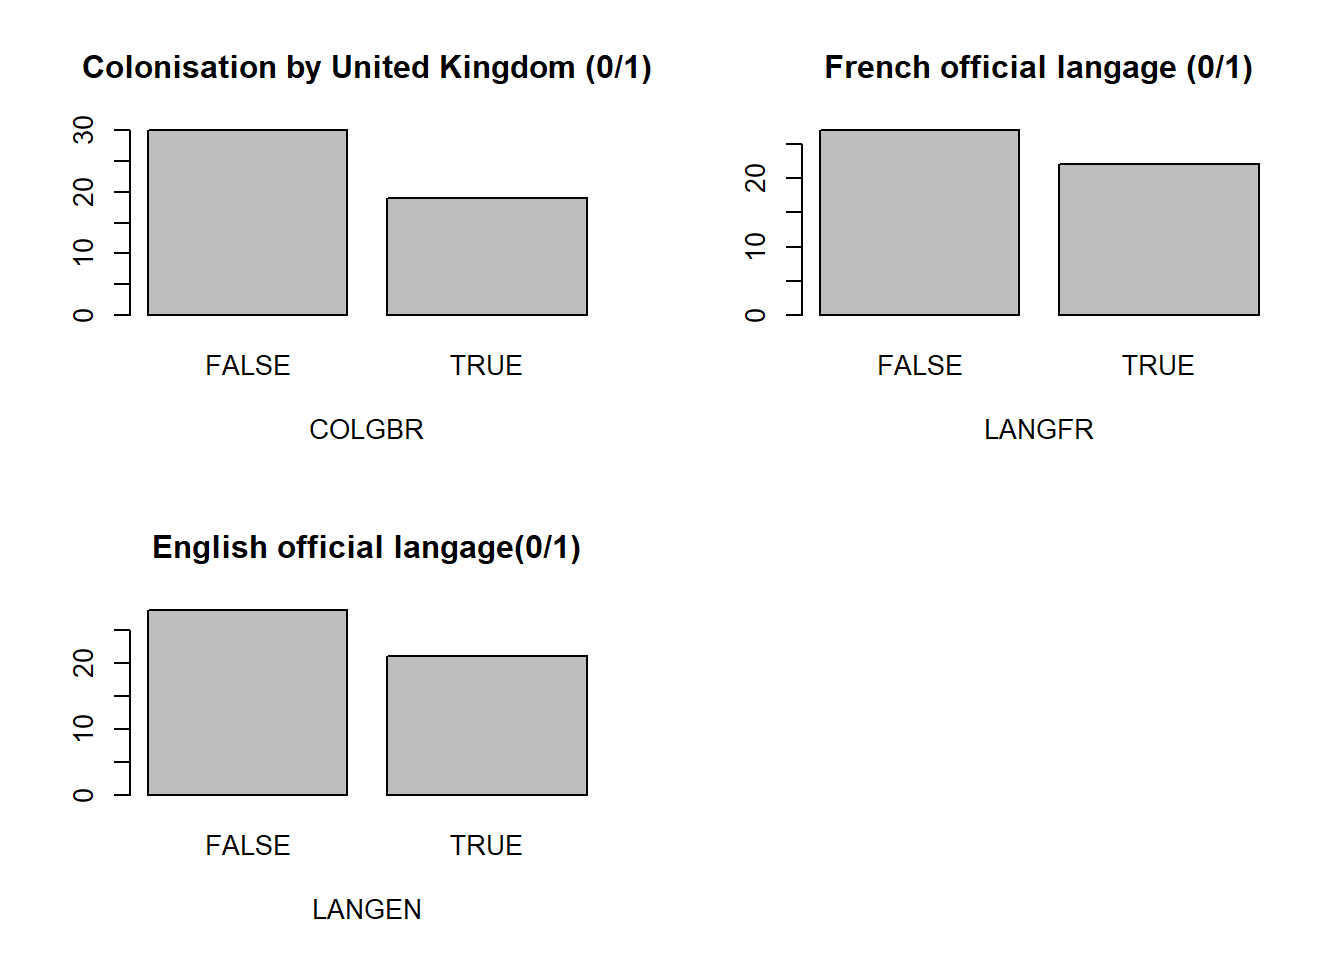 Colonisation by United Kingdom (0/1)
30
20
10
0
FALSE TRUE
COLGBR
French official langage (0/1)
20
10
0
FALSE TRUE
LANGFR
English official langage(0/1)
20
10
0
FALSE TRUE
LANGEN